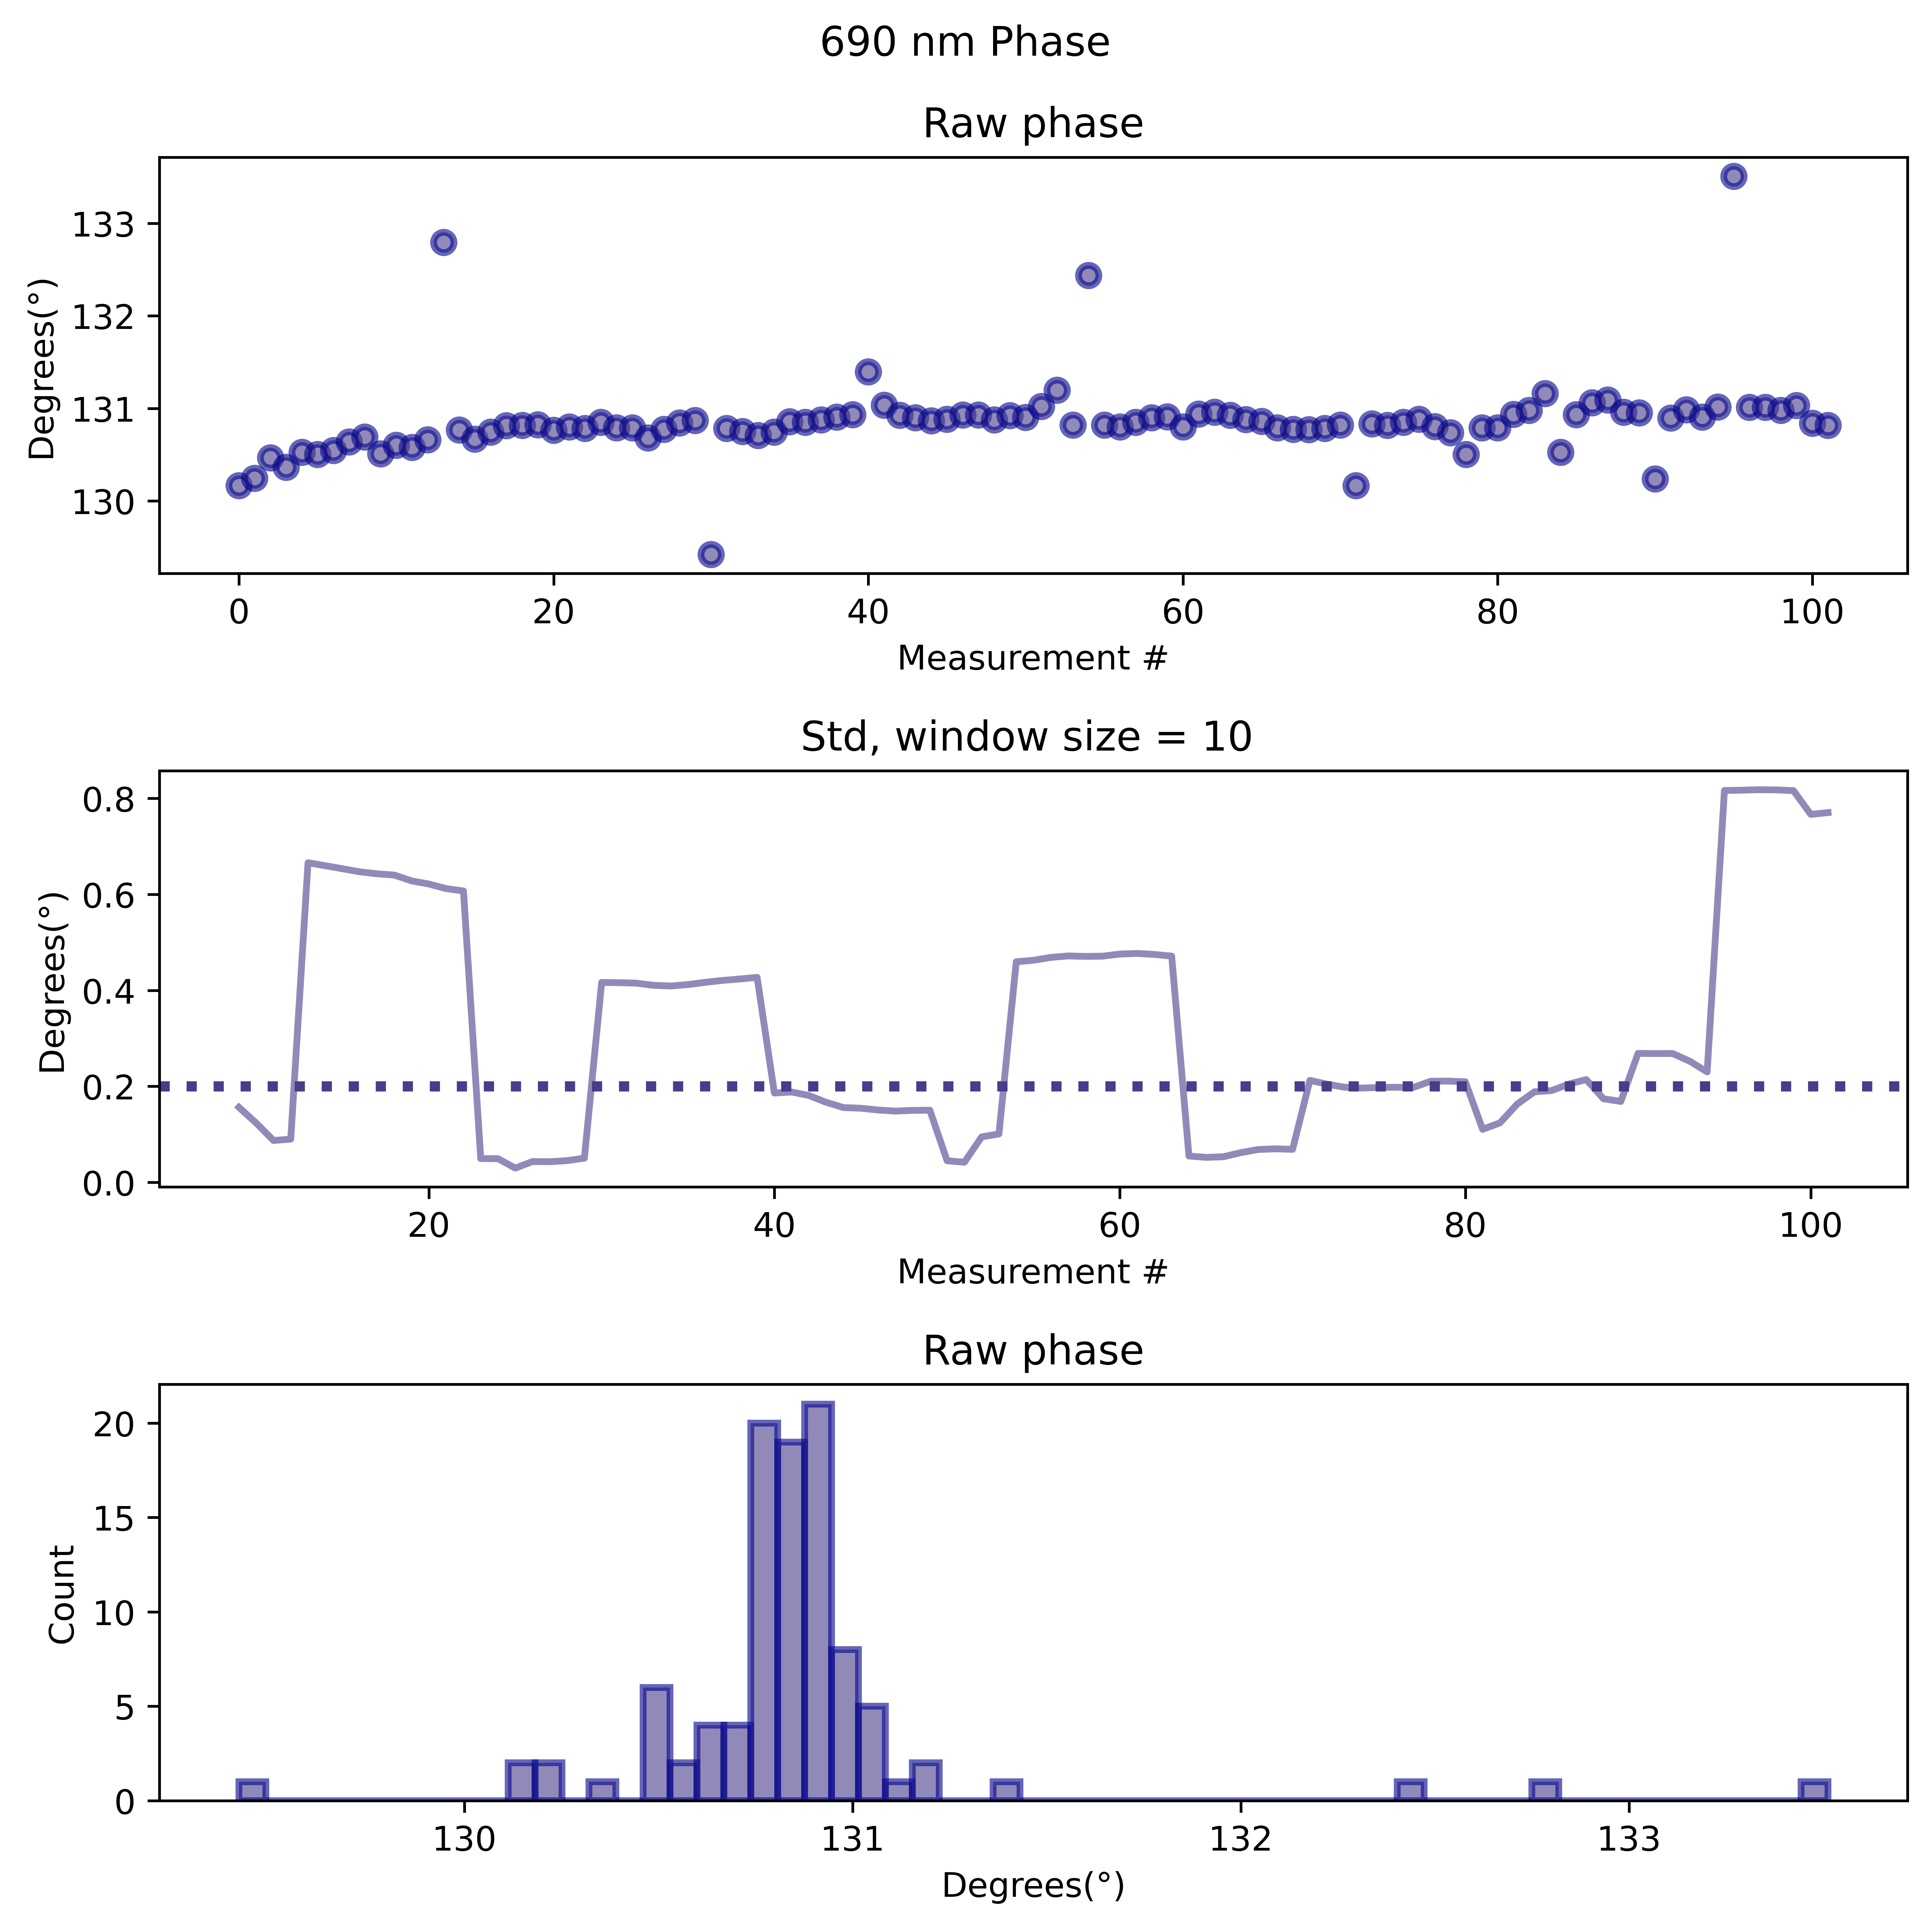 690 nm Phase
Raw phase
Degrees(°)
133
132
131
130
0 20 40 60 80 100
Measurement #
Std, window size = 10
Degrees(°)
0.8
0.6
0.4
0.2
0.0
20 40 60 80 100
Measurement #
Raw phase
Count
20
15
10
5
0
130 131 132 133
Degrees(°)